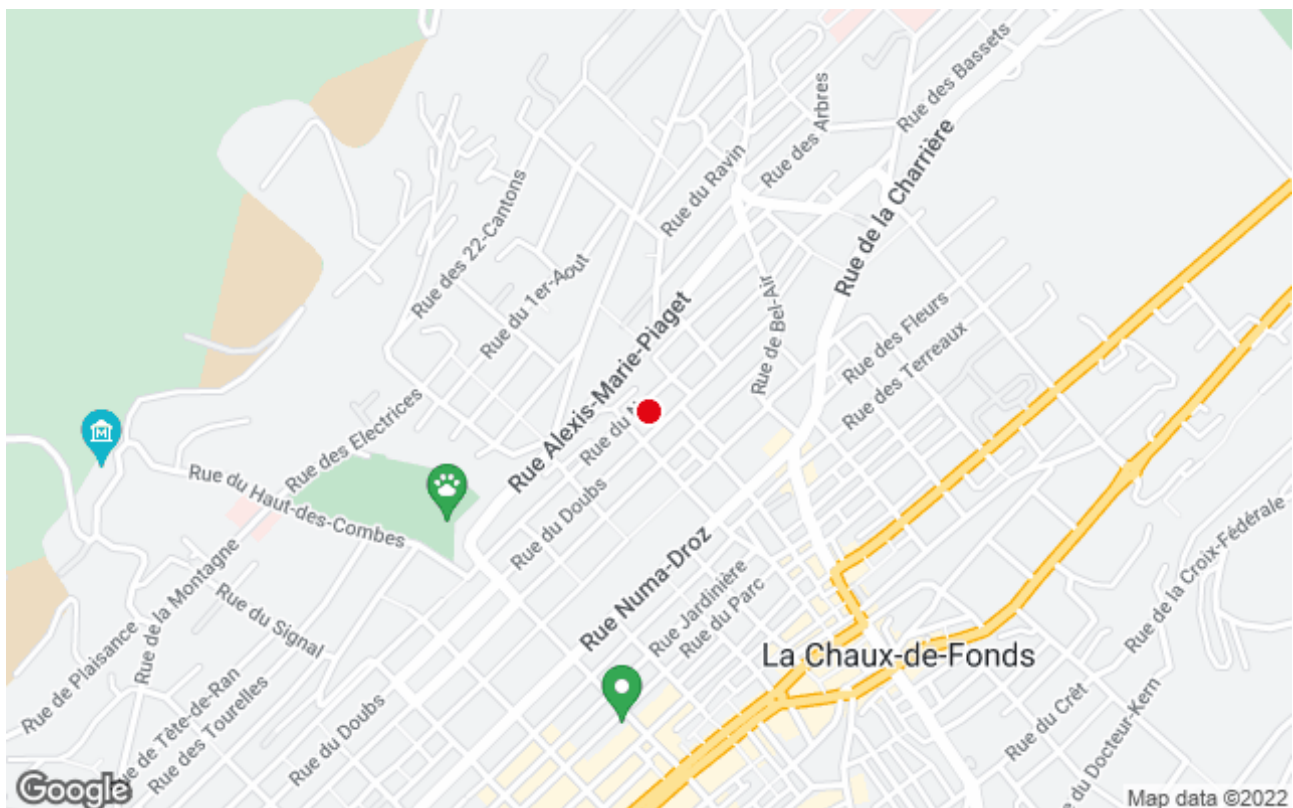 Rue des Bassets
Rue des Arbres
Rue du Ravin
Rue de la Charrière
Rue des 22-Cantons
Rue du 1er-Aout
Rue Alexis-Marie-Piaget
Rue de Bel-Air
Rue des Fleurs
Rue des Terreaux
Rue des Electrices
Rue du N
Rue du Haut-des-Combes
Rue du Doubs
Rue Numa-Droz
Rue Jardinière
Rue du Parc
Rue de la Croix-Fédérale
Rue de la Montagne
Rue de Plaisance
Rue du Signal
La Chaux-de-Fonds
Rue de Tête-de-Ran
Rue des Tourelles
Rue du Doubs
Rue du Crêt
e du Docteur-Kern
Google
Map data ©2022